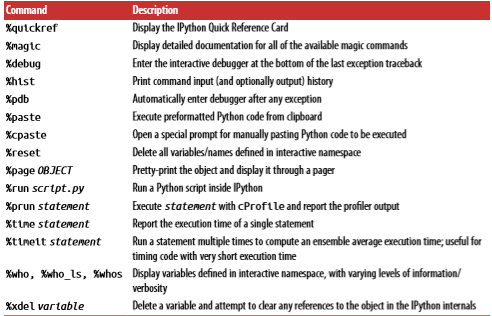 Command Description
%quickref Display the IPython Quick Reference Card
%magic Display detailed documentation for all of the available magic commands
%debug Enter the interactive debugger at the bottom of the last exception traceback
%hist Print command input (and optionally output) history
%pdb Automatically enter debugger after any exception
%paste Execute preformatted Python code from clipboard
%cpaste Open a special prompt for manually pasting Python code to be executed
%reset Delete all variables/names defined in interactive namespace
%page OBJECT Pretty-print the object and display it through a pager
%run script.py Run a Python script inside IPython
%prun statement Execute statement with cProfile and report the profiler output
%time statement Report the execution time of a single statement
%timeit statement Run a statement multiple times to compute an ensemble average execution time; useful for
timing code with very short execution time
%who, %who_ls, %whos Display variables defined in interactive namespace, with varying levels of information/
verbosity
%xdel variable Delete a variable and attempt to clear any references to the object in the IPython internals